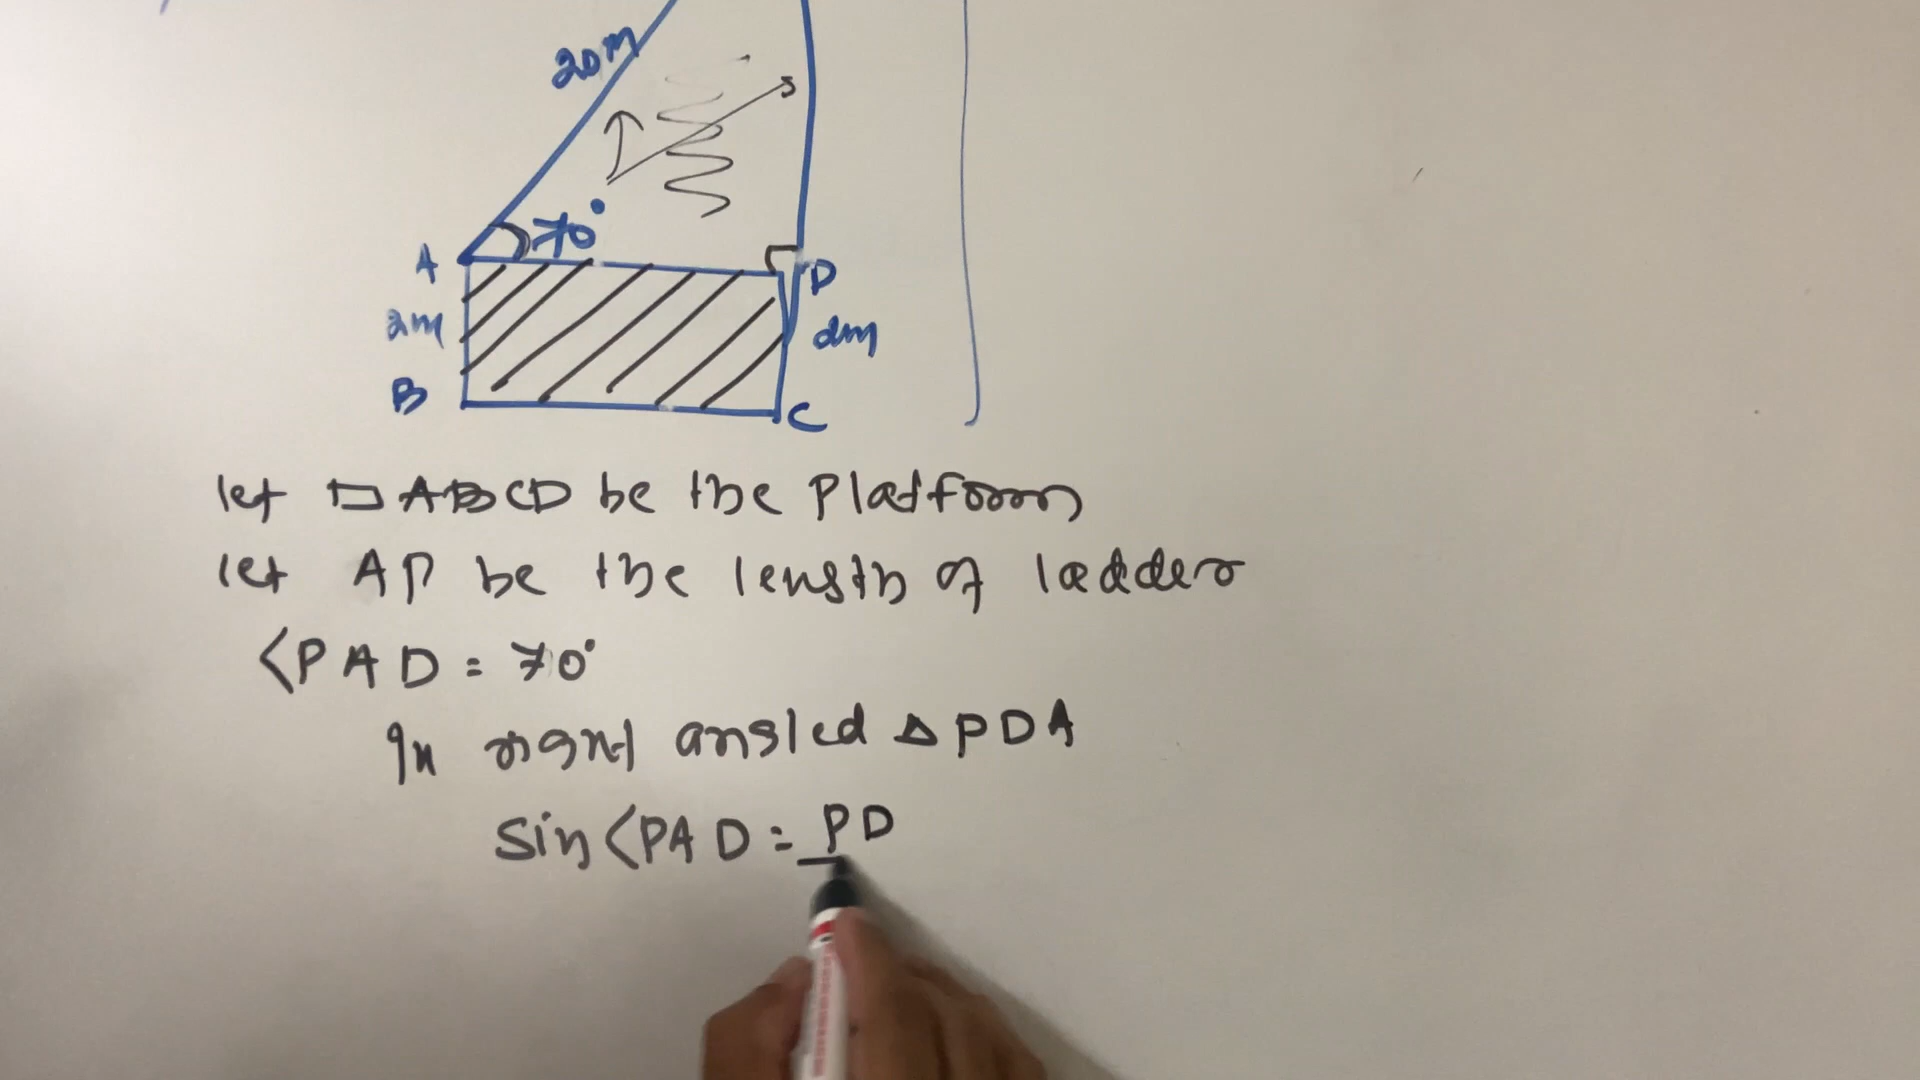 20m
70°
A
D
2m
2m
B
C
let □ ABCD be the Platform
let AP be the length of ladder
<PAD = 70°
In right angled △ PDA
Sin <PAD = PD